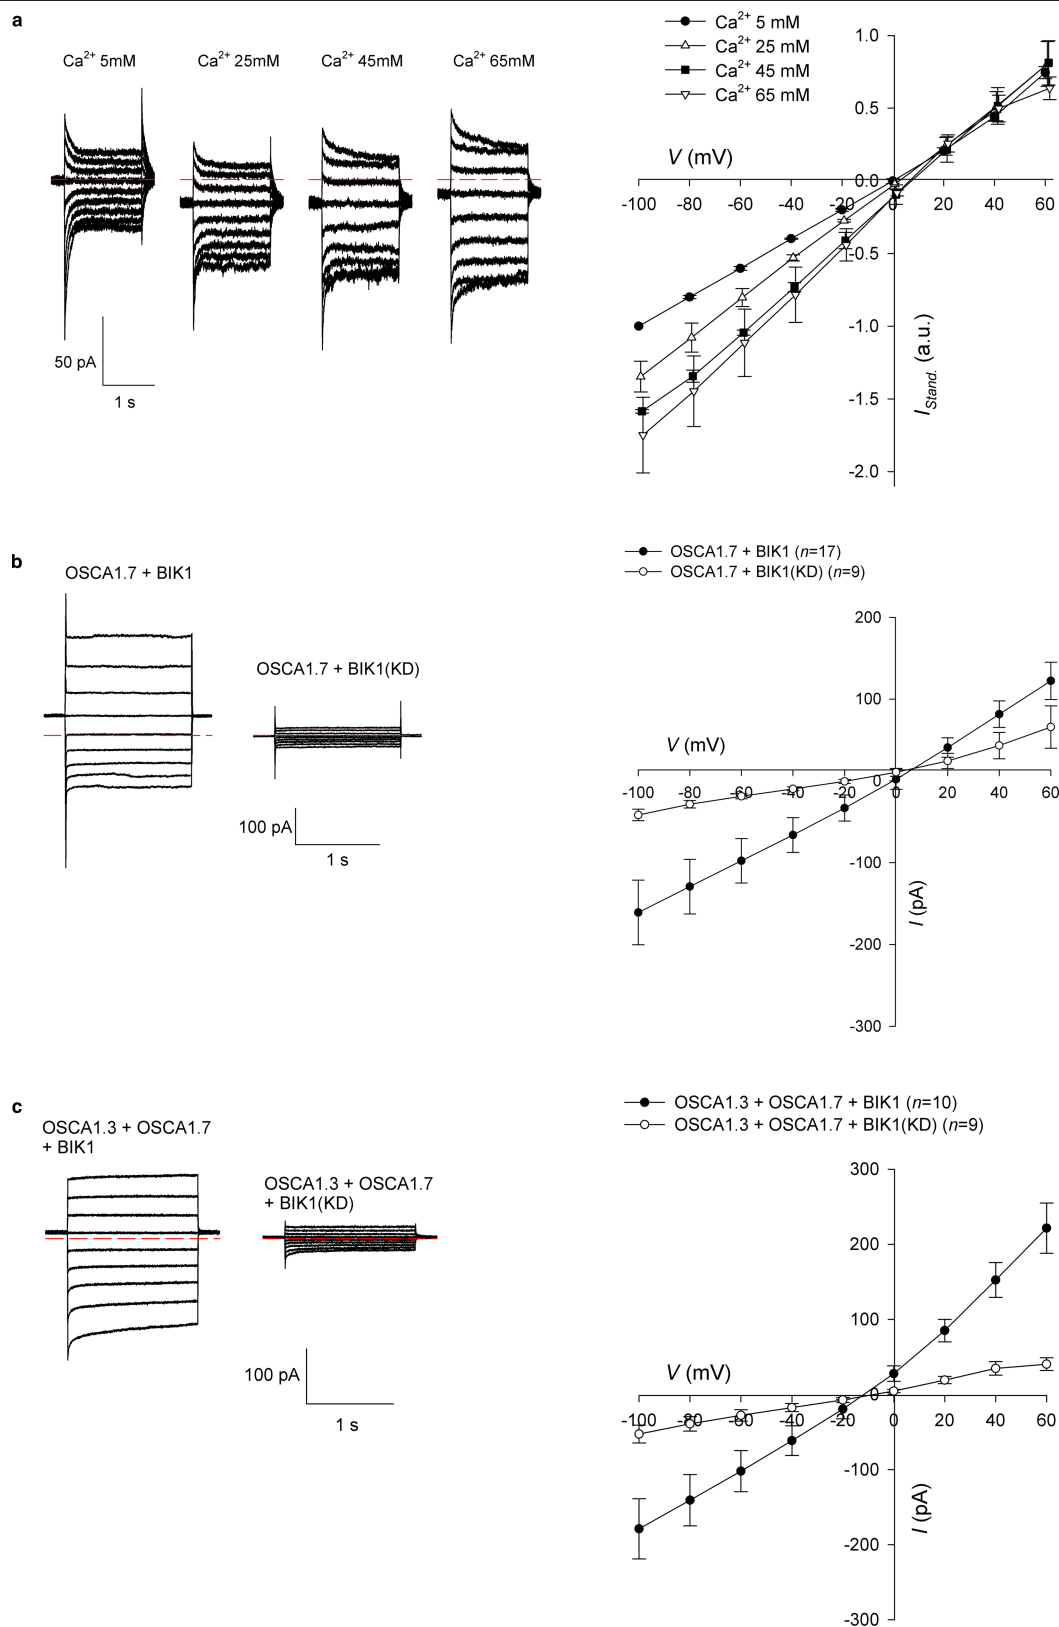 a
Ca2+ 5mM
Ca2+ 25mM
Ca2+ 45mM
Ca2+ 65mM
50 pA
1 s
Ca2+ 5 mM
Ca2+ 25 mM
Ca2+ 45 mM
Ca2+ 65 mM
V (mV)
1.0
0.5
0.0
-0.5
-1.0
-1.5
-2.0
-100 -80 -60 -40 -20 0 20 40 60
IStand. (a.u.)
b
OSCA1.7 + BIK1
OSCA1.7 + BIK1(KD)
100 pA
1 s
OSCA1.7 + BIK1 (n=17)
OSCA1.7 + BIK1(KD) (n=9)
V (mV)
200
100
0
-100
-200
-300
-100 -80 -60 -40 -20 0 20 40 60
I (pA)
c
OSCA1.3 + OSCA1.7
+ BIK1
OSCA1.3 + OSCA1.7
+ BIK1(KD)
100 pA
1 s
OSCA1.3 + OSCA1.7 + BIK1 (n=10)
OSCA1.3 + OSCA1.7 + BIK1(KD) (n=9)
V (mV)
300
200
100
0
-100
-200
-300
-100 -80 -60 -40 -20 0 20 40 60
I (pA)